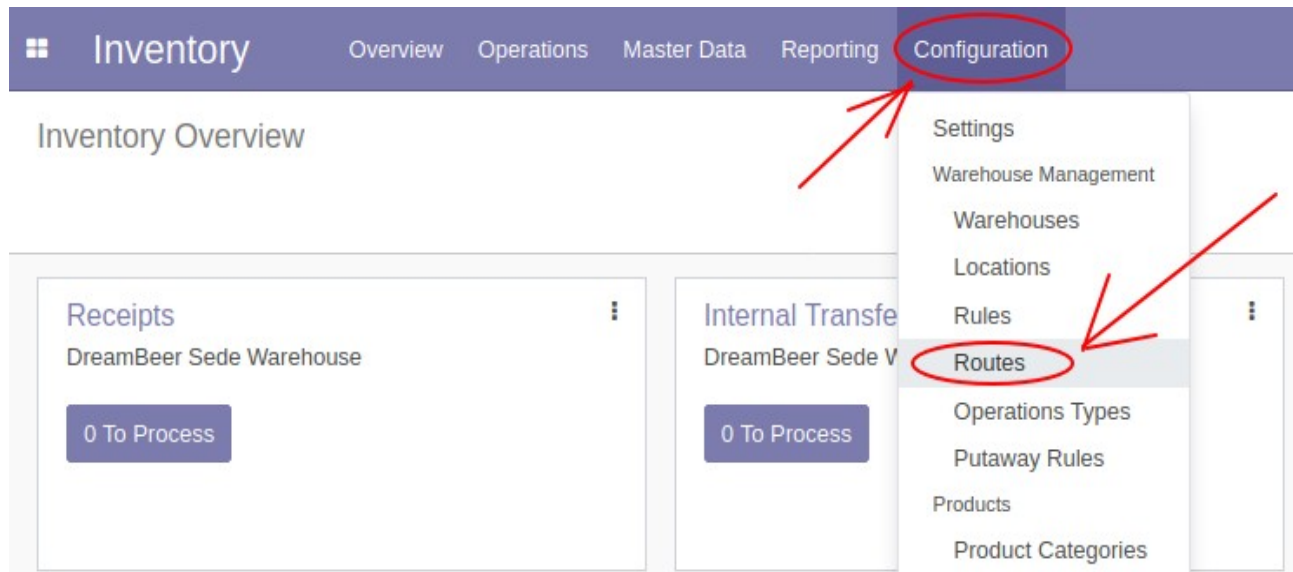 Inventory Overview Operations Master Data Reporting Configuration
Inventory Overview
Settings
Warehouse Management
Warehouses
Locations
Rules
Routes
Operations Types
Putaway Rules
Products
Product Categories
Receipts
DreamBeer Sede Warehouse
0 To Process
Internal Transfe
DreamBeer Sede
0 To Process